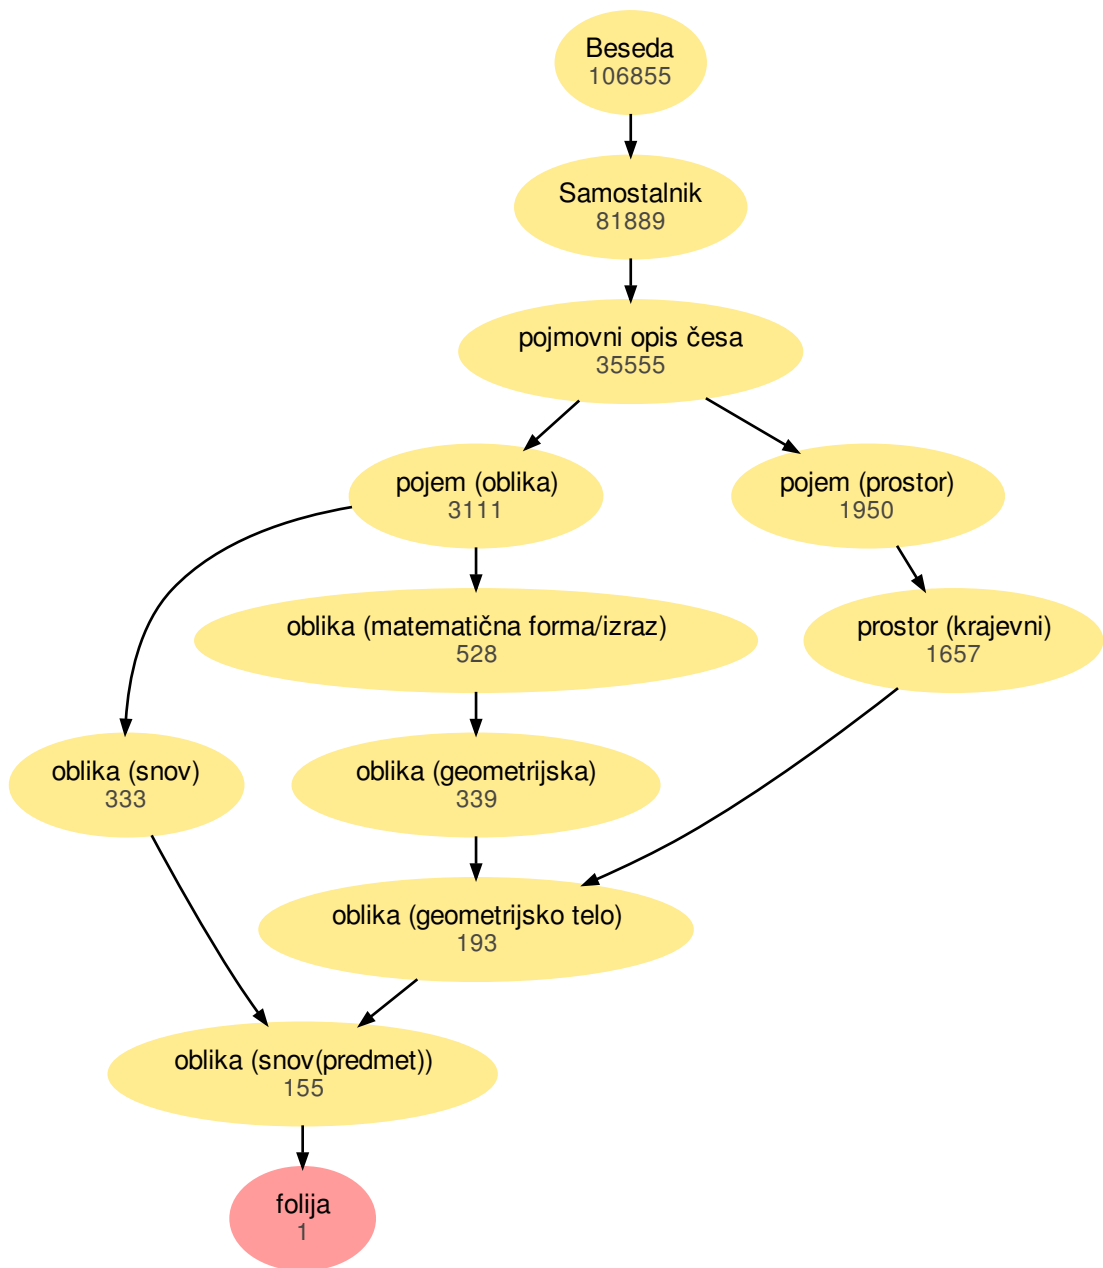 Beseda
106855
Samostalnik
81889
pojmovni opis česa
35555
pojem (oblika)
3111
pojem (prostor)
1950
oblika (matematična forma/izraz)
528
prostor (krajevni)
1657
oblika (snov)
333
oblika (geometrijska)
339
oblika (geometrijsko telo)
193
oblika (snov(predmet))
155
folija
1